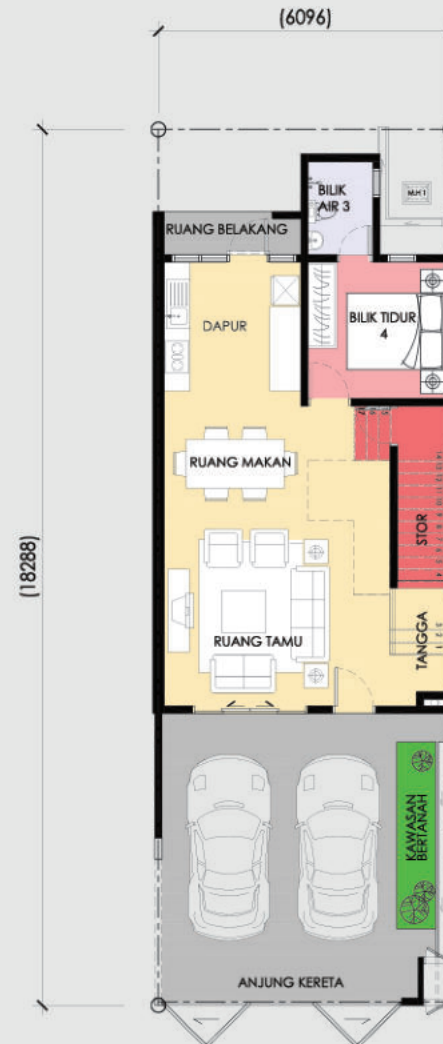 (6096)
BILIK
AIR 3
M.H 1
RUANG BELAKANG
DAPUR
BILIK TIDUR
4
RUANG MAKAN
STOR
(18288)
TANGGA
RUANG TAMU
KAWASAN
BERTANAH
ANJUNG KERETA